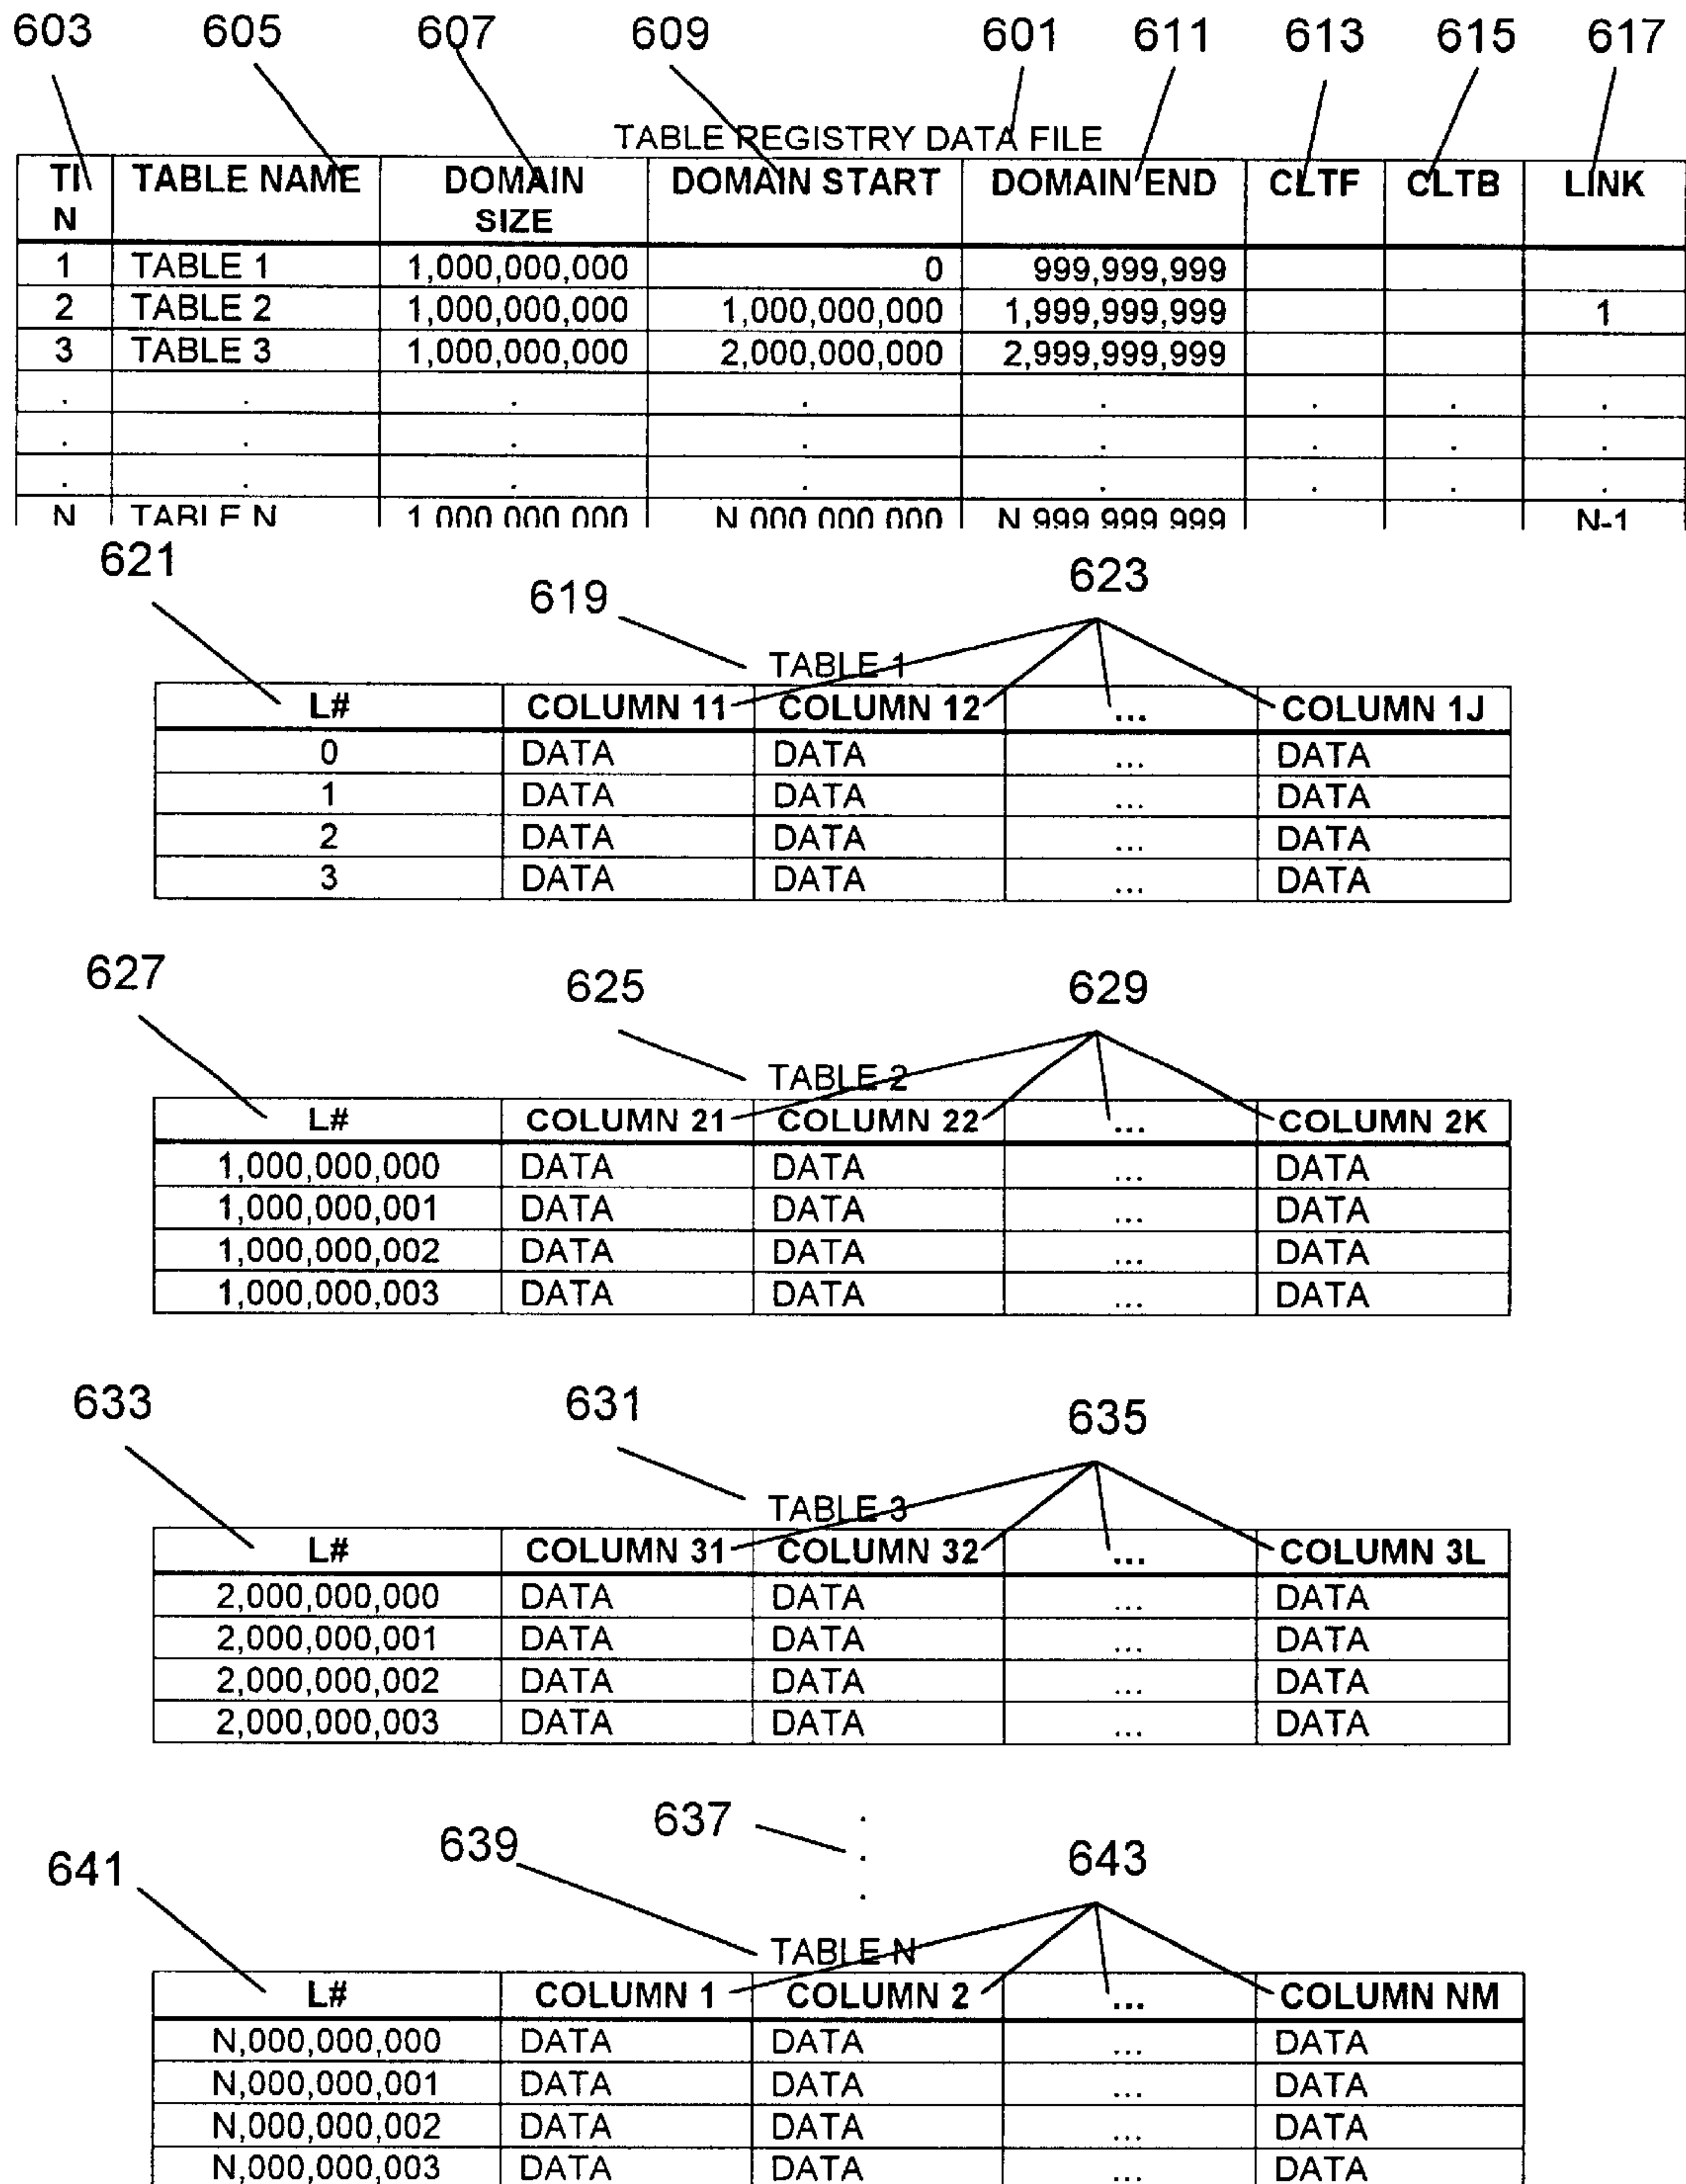 603 605 607 609 601 611 613 615 617
TABLE REGISTRY DATA FILE
TI N TABLE NAME DOMAIN SIZE DOMAIN START DOMAIN END CLTF CLTB LINK
1 TABLE 1 1,000,000,000 0 999,999,999
2 TABLE 2 1,000,000,000 1,000,000,000 1,999,999,999 1
3 TABLE 3 1,000,000,000 2,000,000,000 2,999,999,999
. . . . . . . .
. . . . . . . .
. . . . . . . .
N TABLE N 1,000,000,000 N,000,000,000 N,999,999,999 N-1
621 619 623
TABLE 1
L# COLUMN 11 COLUMN 12 ... COLUMN 1J
0 DATA DATA ... DATA
1 DATA DATA ... DATA
2 DATA DATA ... DATA
3 DATA DATA ... DATA
627 625 629
TABLE 2
L# COLUMN 21 COLUMN 22 ... COLUMN 2K
1,000,000,000 DATA DATA ... DATA
1,000,000,001 DATA DATA ... DATA
1,000,000,002 DATA DATA ... DATA
1,000,000,003 DATA DATA ... DATA
633 631 635
TABLE 3
L# COLUMN 31 COLUMN 32 ... COLUMN 3L
2,000,000,000 DATA DATA ... DATA
2,000,000,001 DATA DATA ... DATA
2,000,000,002 DATA DATA ... DATA
2,000,000,003 DATA DATA ... DATA
641 639 637 643
.
.
.
TABLE N
L# COLUMN 1 COLUMN 2 ... COLUMN NM
N,000,000,000 DATA DATA ... DATA
N,000,000,001 DATA DATA ... DATA
N,000,000,002 DATA DATA ... DATA
N,000,000,003 DATA DATA ... DATA